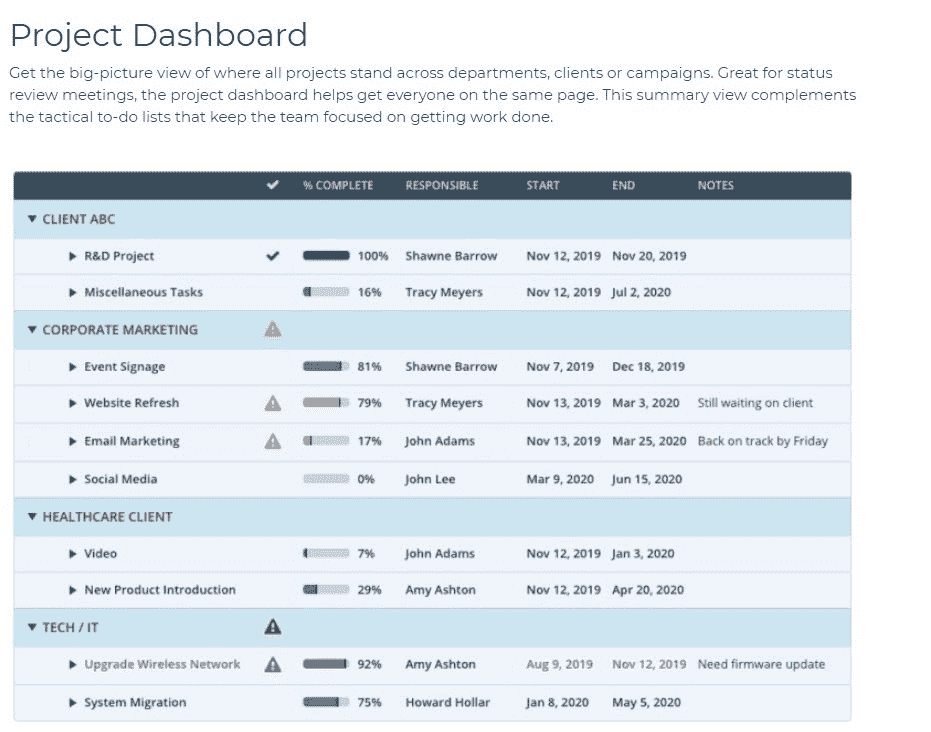 Project Dashboard
Get the big-picture view of where all projects stand across departments, clients or campaigns. Great for status
review meetings, the project dashboard helps get everyone on the same page. This summary view complements
the tactical to-do lists that keep the team focused on getting work done.
% COMPLETE RESPONSIBLE START END NOTES
CLIENT ABC
R&D Project 100% Shawne Barrow Nov 12, 2019 Nov 20, 2019
Miscellaneous Tasks 16% Tracy Meyers Nov 12, 2019 Jul 2, 2020
CORPORATE MARKETING
Event Signage 81% Shawne Barrow Nov 7, 2019 Dec 18, 2019
Website Refresh 79% Tracy Meyers Nov 13, 2019 Mar 3, 2020 Still waiting on client
Email Marketing 17% John Adams Nov 13, 2019 Mar 25, 2020 Back on track by Friday
Social Media 0% John Lee Mar 9, 2020 Jun 15, 2020
HEALTHCARE CLIENT
Video 7% John Adams Nov 12, 2019 Jan 3, 2020
New Product Introduction 29% Amy Ashton Nov 12, 2019 Apr 20, 2020
TECH / IT
Upgrade Wireless Network 92% Amy Ashton Aug 9, 2019 Nov 12, 2019 Need firmware update
System Migration 75% Howard Hollar Jan 8, 2020 May 5, 2020